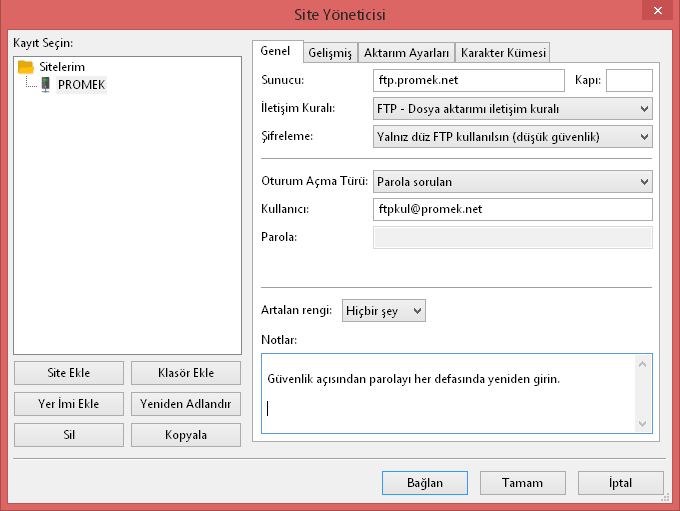 Site Yöneticisi
Kayıt Seçin:
Sitelerim
PROMEK
Site Ekle
Klasör Ekle
Yer İmi Ekle
Yeniden Adlandır
Sil
Kopyala
Genel
Gelişmiş
Aktarım Ayarları
Karakter Kümesi
Sunucu:
ftp.promek.net
Kapı:
İletişim Kuralı:
FTP - Dosya aktarımı iletişim kuralı
Şifreleme:
Yalnız düz FTP kullanılsın (düşük güvenlik)
Oturum Açma Türü:
Parola sorulan
Kullanıcı:
ftpkul@promek.net
Parola:
Artalan rengi:
Hiçbir şey
Notlar:
Güvenlik açısından parolayı her defasında yeniden girin.
Bağlan
Tamam
İptal